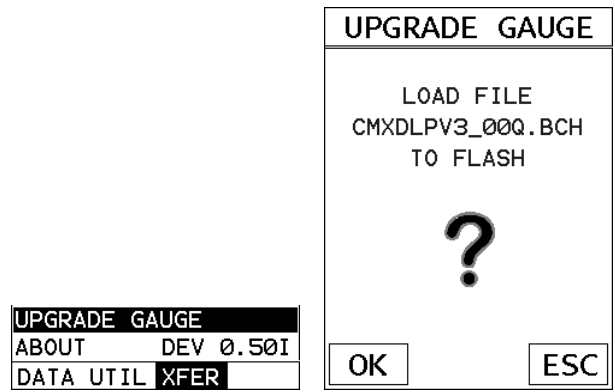 UPGRADE GAUGE
ABOUT DEV 0.50I
DATA UTIL XFER
UPGRADE GAUGE
LOAD FILE
CMXDLPV3_00Q.BCH
TO FLASH
?
OK ESC